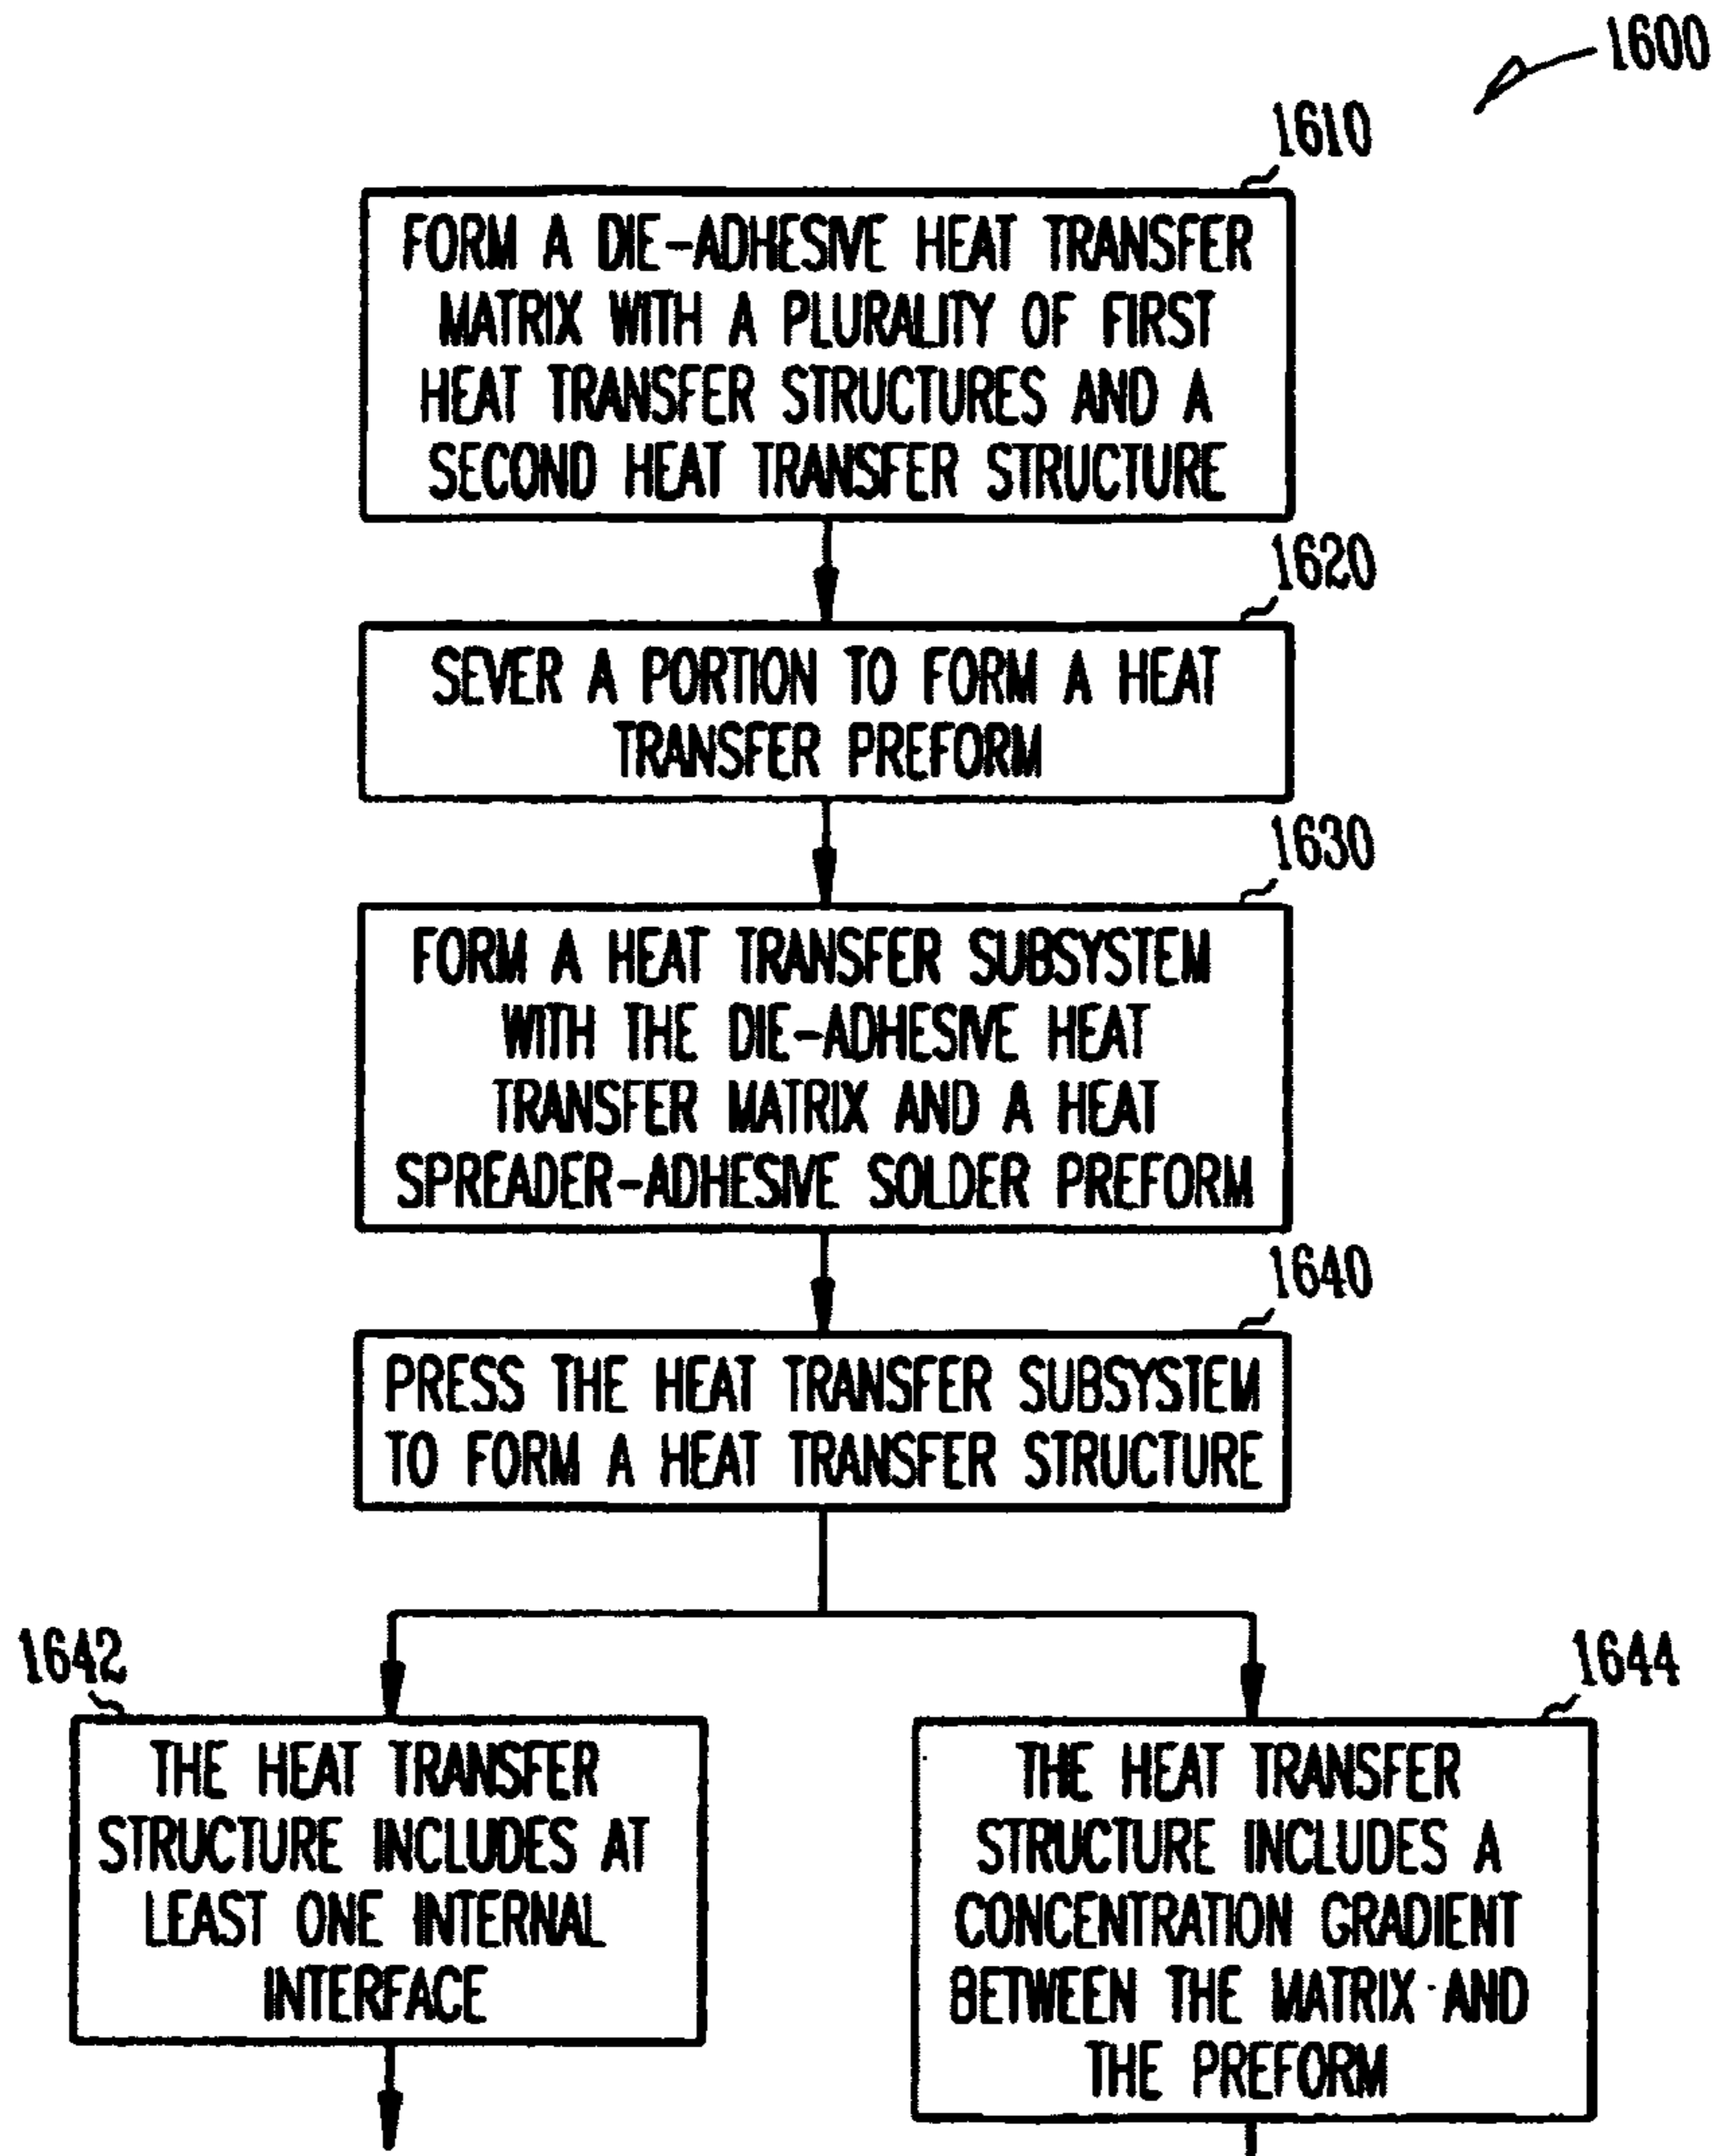 1600
1610
FORM A DIE-ADHESIVE HEAT TRANSFER
MATRIX WITH A PLURALITY OF FIRST
HEAT TRANSFER STRUCTURES AND A
SECOND HEAT TRANSFER STRUCTURE
1620
SEVER A PORTION TO FORM A HEAT
TRANSFER PREFORM
1630
FORM A HEAT TRANSFER SUBSYSTEM
WITH THE DIE-ADHESIVE HEAT
TRANSFER MATRIX AND A HEAT
SPREADER-ADHESIVE SOLDER PREFORM
1640
PRESS THE HEAT TRANSFER SUBSYSTEM
TO FORM A HEAT TRANSFER STRUCTURE
1642
THE HEAT TRANSFER
STRUCTURE INCLUDES AT
LEAST ONE INTERNAL
INTERFACE
1644
THE HEAT TRANSFER
STRUCTURE INCLUDES A
CONCENTRATION GRADIENT
BETWEEN THE MATRIX AND
THE PREFORM